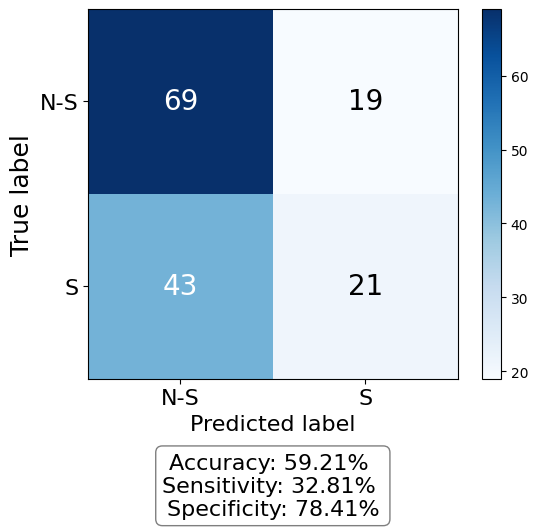 True label
N-S
69
19
S
43
21
N-S
S
Predicted label
60
50
40
30
20
Accuracy: 59.21%
Sensitivity: 32.81%
Specificity: 78.41%